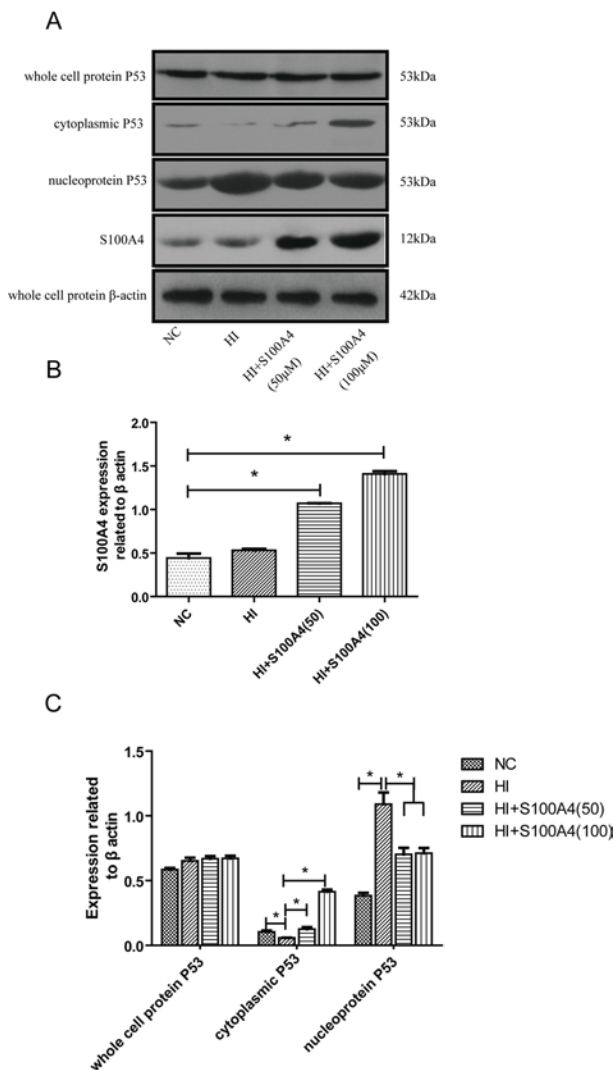 A
whole cell protein P53 53kDa
cytoplasmic P53 53kDa
nucleoprotein P53 53kDa
S100A4 12kDa
whole cell protein β-actin 42kDa
NC HI HI+S100A4 HI+S100A4
(50μM) (100μM)
B
S100A4 expression
related to β actin
2.0
1.5
1.0
0.5
0.0
*
*
NC HI HI+S100A4(50) HI+S100A4(100)
C
Expression related
to β actin
1.5
1.0
0.5
0.0
* *
*
* *
NC
HI
HI+S100A4(50)
HI+S100A4(100)
whole cell protein P53 cytoplasmic P53 nucleoprotein P53